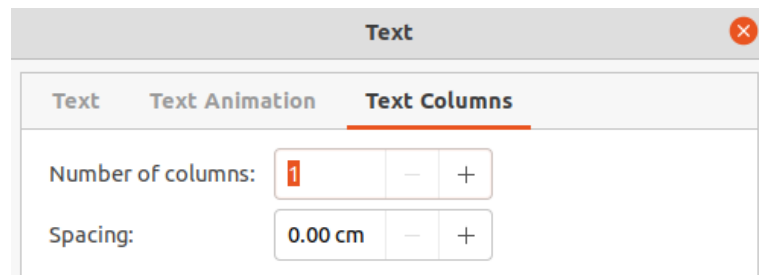 Text
Text Text Animation Text Columns
Number of columns: 1
Spacing: 0.00 cm